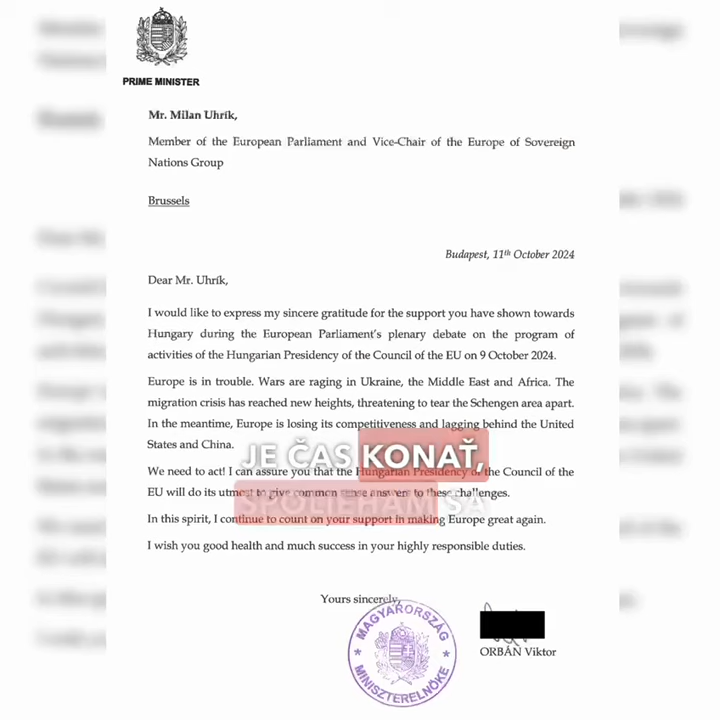 PRIME MINISTER
Mr. Milan Uhrík,
Member of the European Parliament and Vice-Chair of the Europe of Sovereign
Nations Group
Brussels
Budapest, 11th October 2024
Dear Mr. Uhrík,
I would like to express my sincere gratitude for the support you have shown towards
Hungary during the European Parliament's plenary debate on the program of
activities of the Hungarian Presidency of the Council of the EU on 9 October 2024.
Europe is in trouble. Wars are raging in Ukraine, the Middle East and Africa. The
migration crisis has reached new heights, threatening to tear the Schengen area apart.
In the meantime, Europe is losing its competitiveness and lagging behind the United
States and China.
JE ČAS KONAŤ,
We need to act! I can assure you that the Hungarian Presidency of the Council of the
EU will do its utmost to give common sense answers to these challenges.
SPOLIEHAM SA
In this spirit, I continue to count on your support in making Europe great again.
I wish you good health and much success in your highly responsible duties.
Yours sincerely,
MAGYARORSZÁG
MINISZTERELNÖKE
ORBÁN Viktor